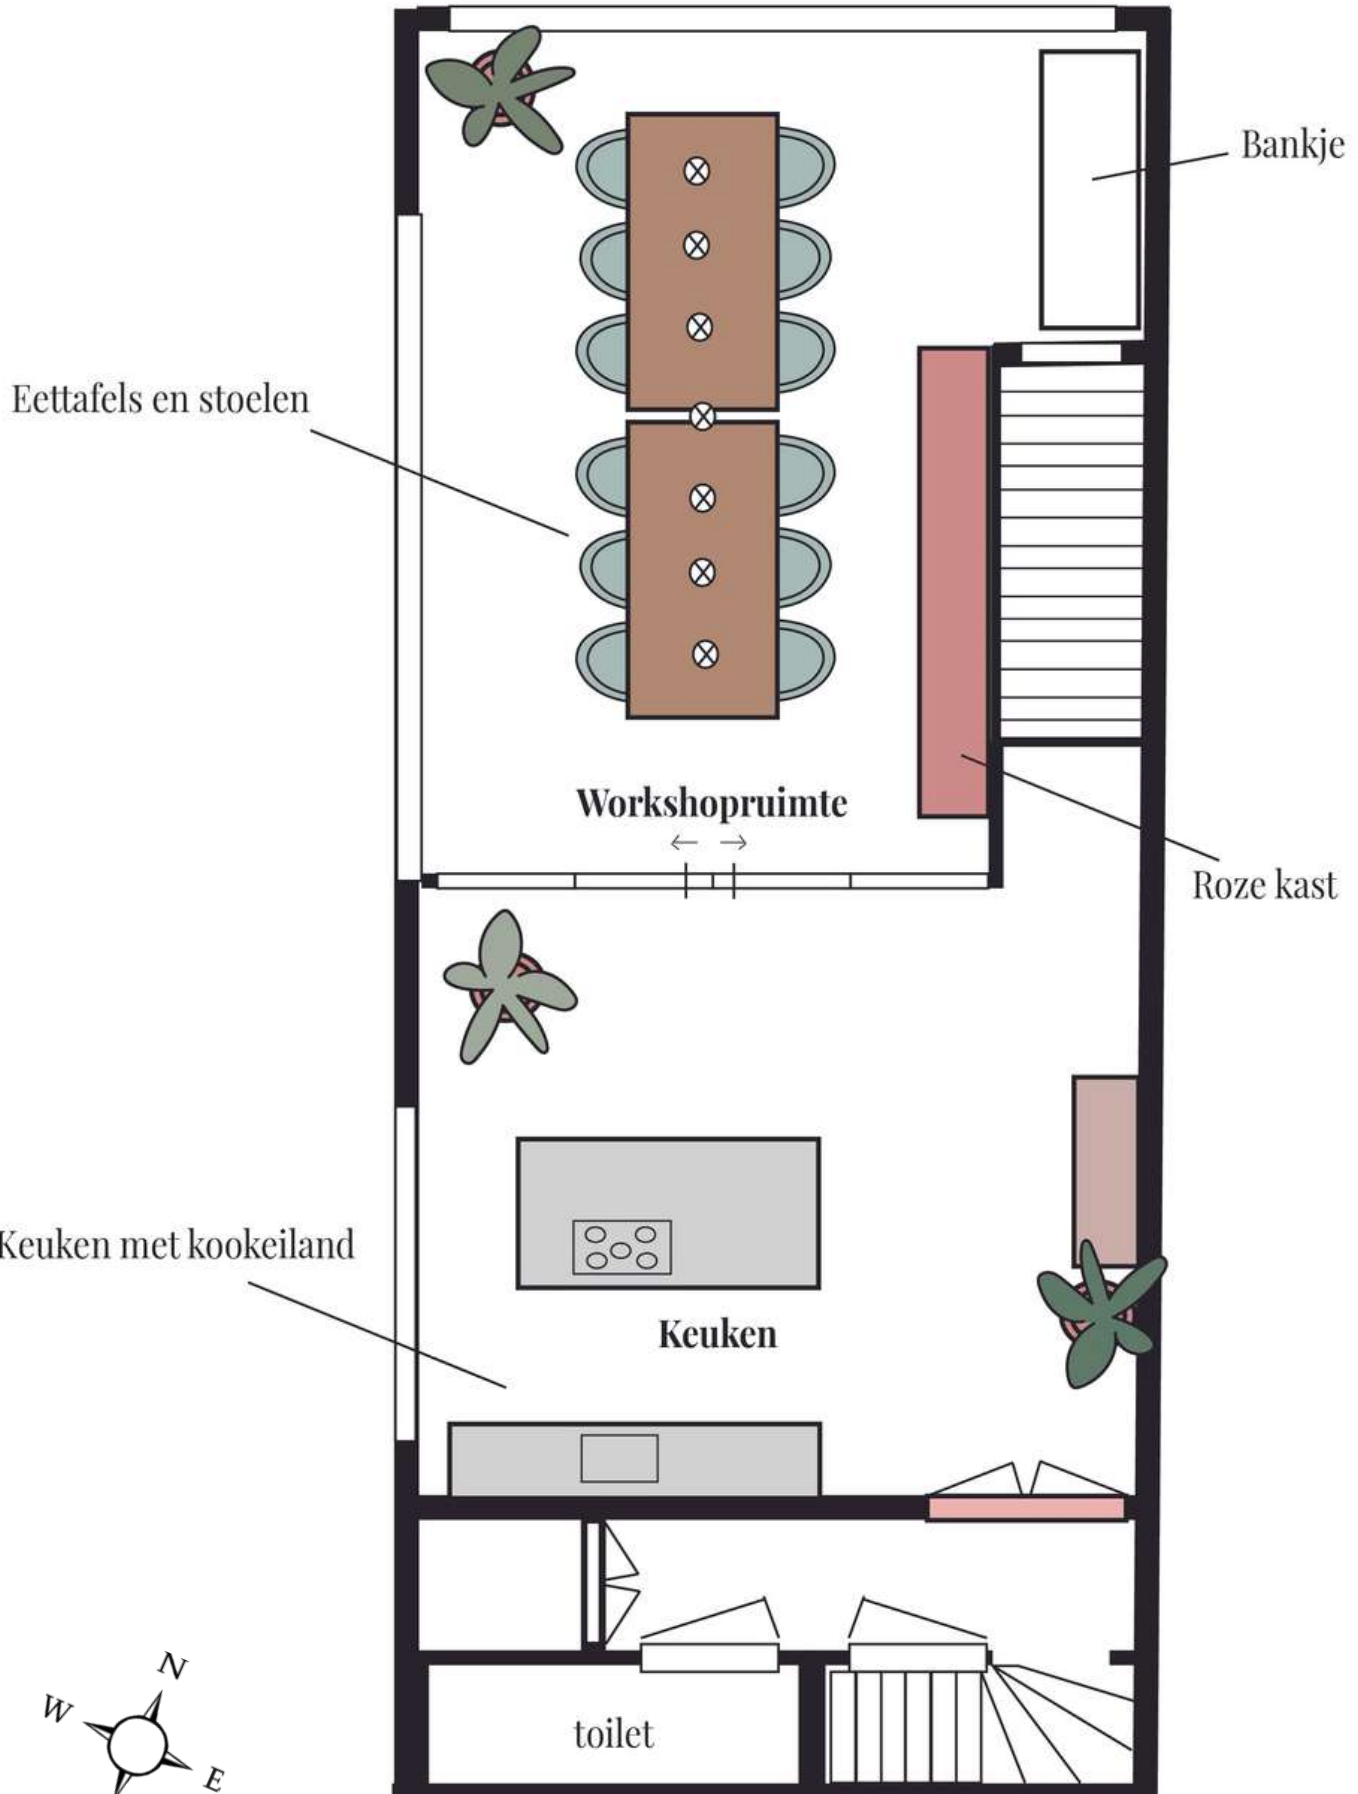 Bankje
Eettafels en stoelen
Workshopruimte
Roze kast
Keuken met kookeiland
Keuken
N
W
E
toilet